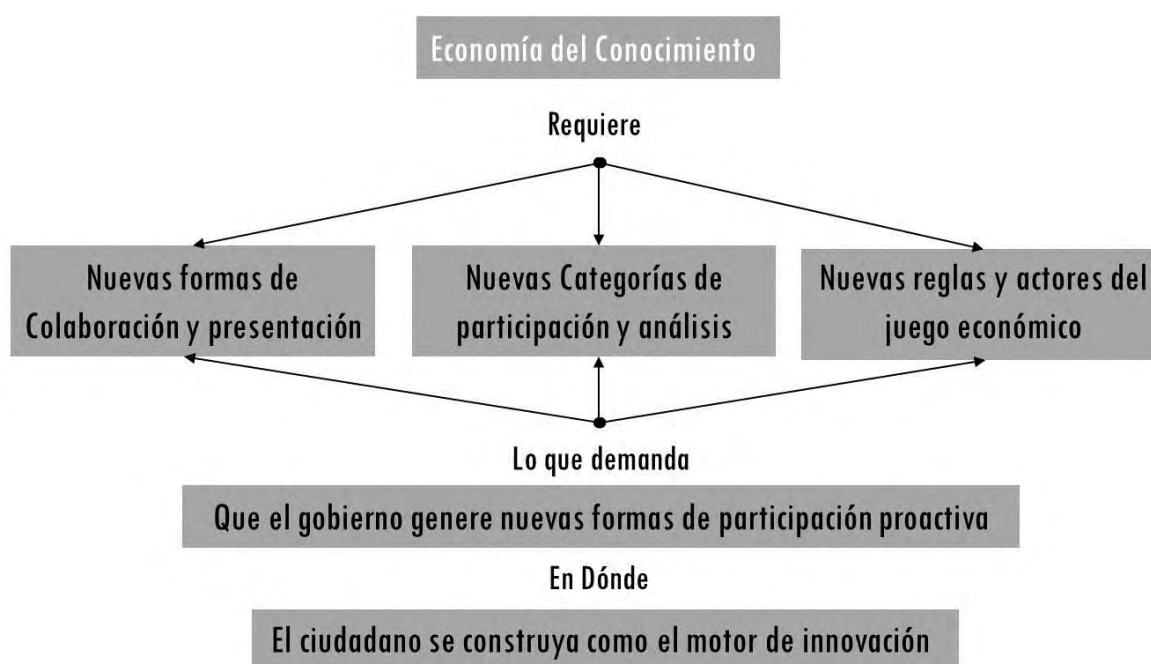 Economía del Conocimiento
Requiere
Nuevas formas de
Colaboración y presentación
Nuevas Categorías de
participación y análisis
Nuevas reglas y actores del
juego económico
Lo que demanda
Que el gobierno genere nuevas formas de participación proactiva
En Dónde
El ciudadano se construya como el motor de innovación